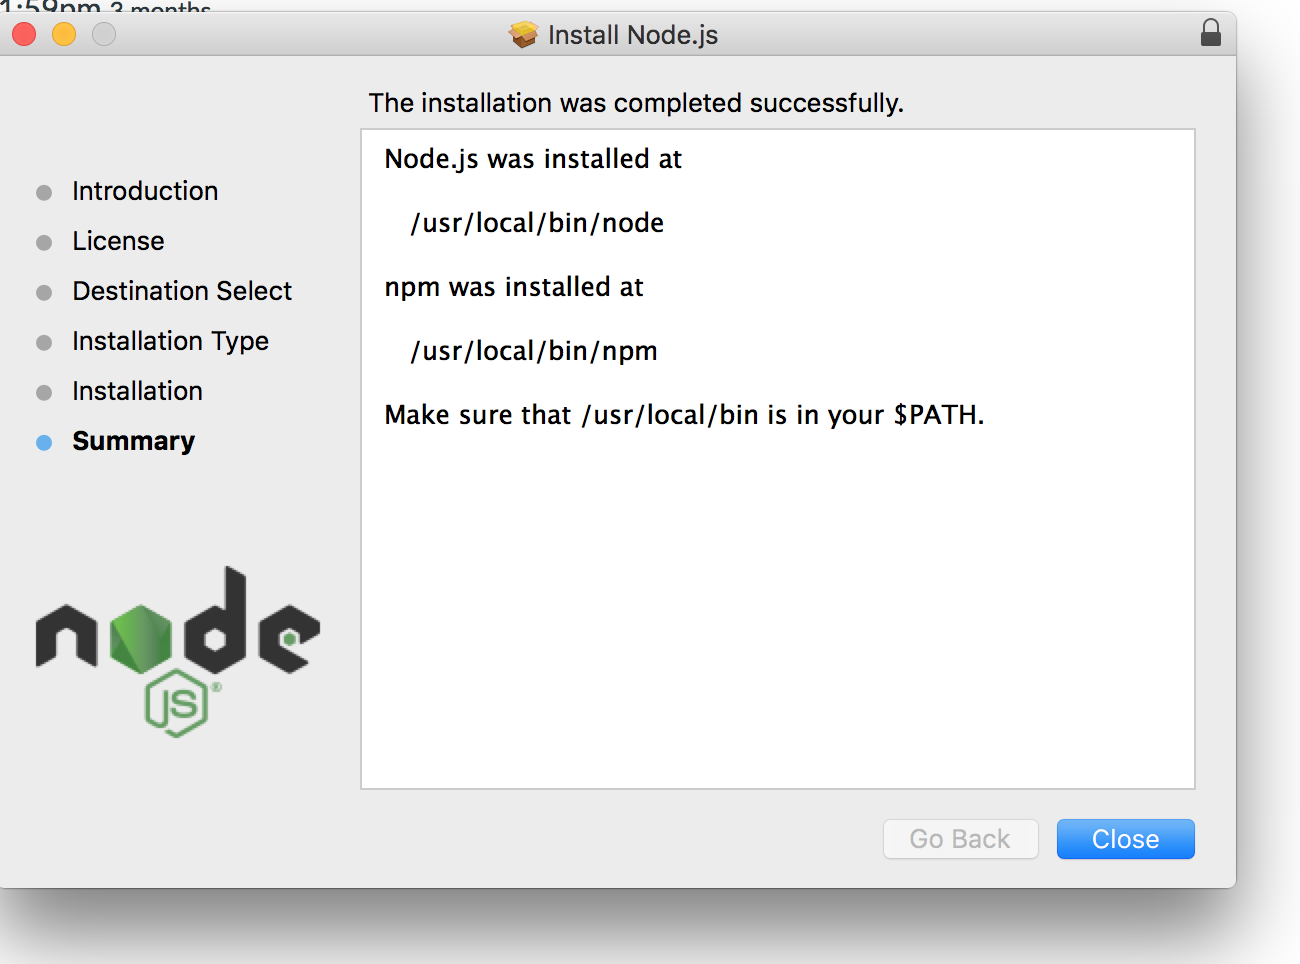 1:59pm 3 months
Install Node.js
The installation was completed successfully.
Introduction
License
Destination Select
Installation Type
Installation
Summary
Node.js was installed at
/usr/local/bin/node
npm was installed at
/usr/local/bin/npm
Make sure that /usr/local/bin is in your $PATH.
node
JS®
Go Back
Close